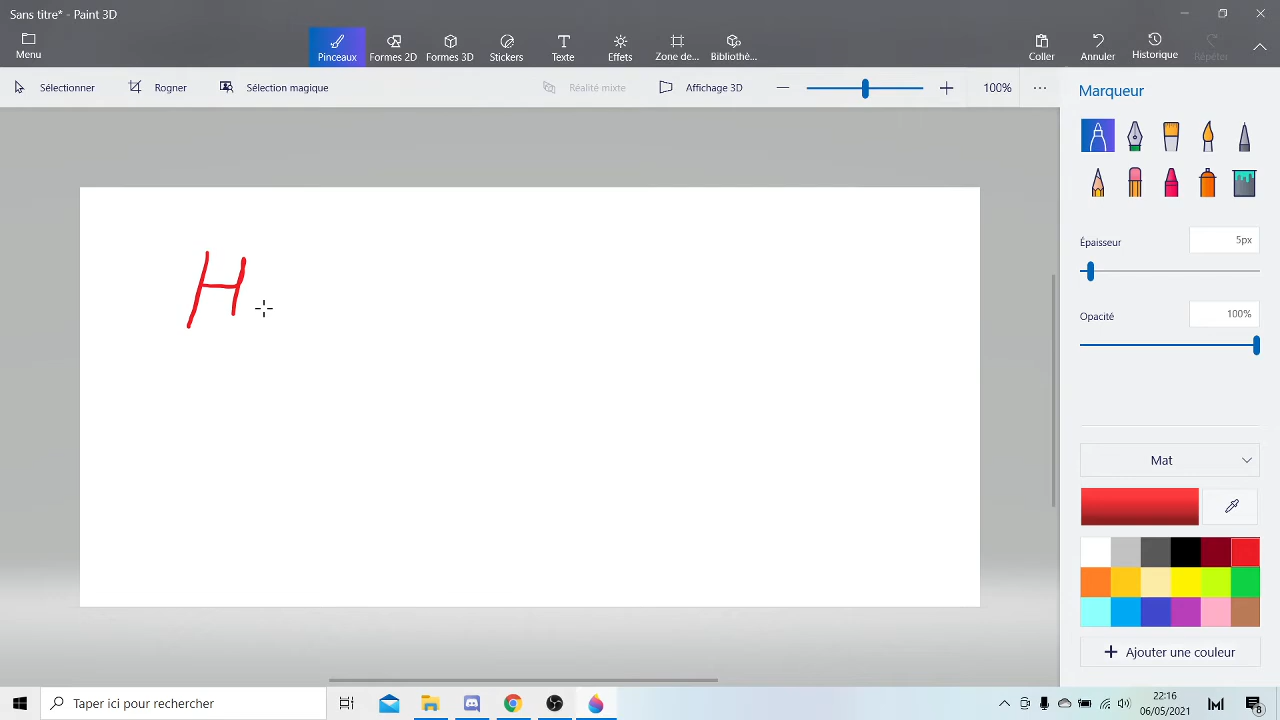 Sans titre* - Paint 3D
Menu
Pinceaux Formes 2D Formes 3D Stickers Texte Effets Zone de... Bibliothè... Coller Annuler Historique Répéter
Sélectionner Rogner Sélection magique Réalité mixte Affichage 3D 100% ...
Marqueur
Épaisseur 5px
Opacité 100%
H
Mat
Ajouter une couleur
Taper ici pour rechercher
22:16
06/05/2021
8